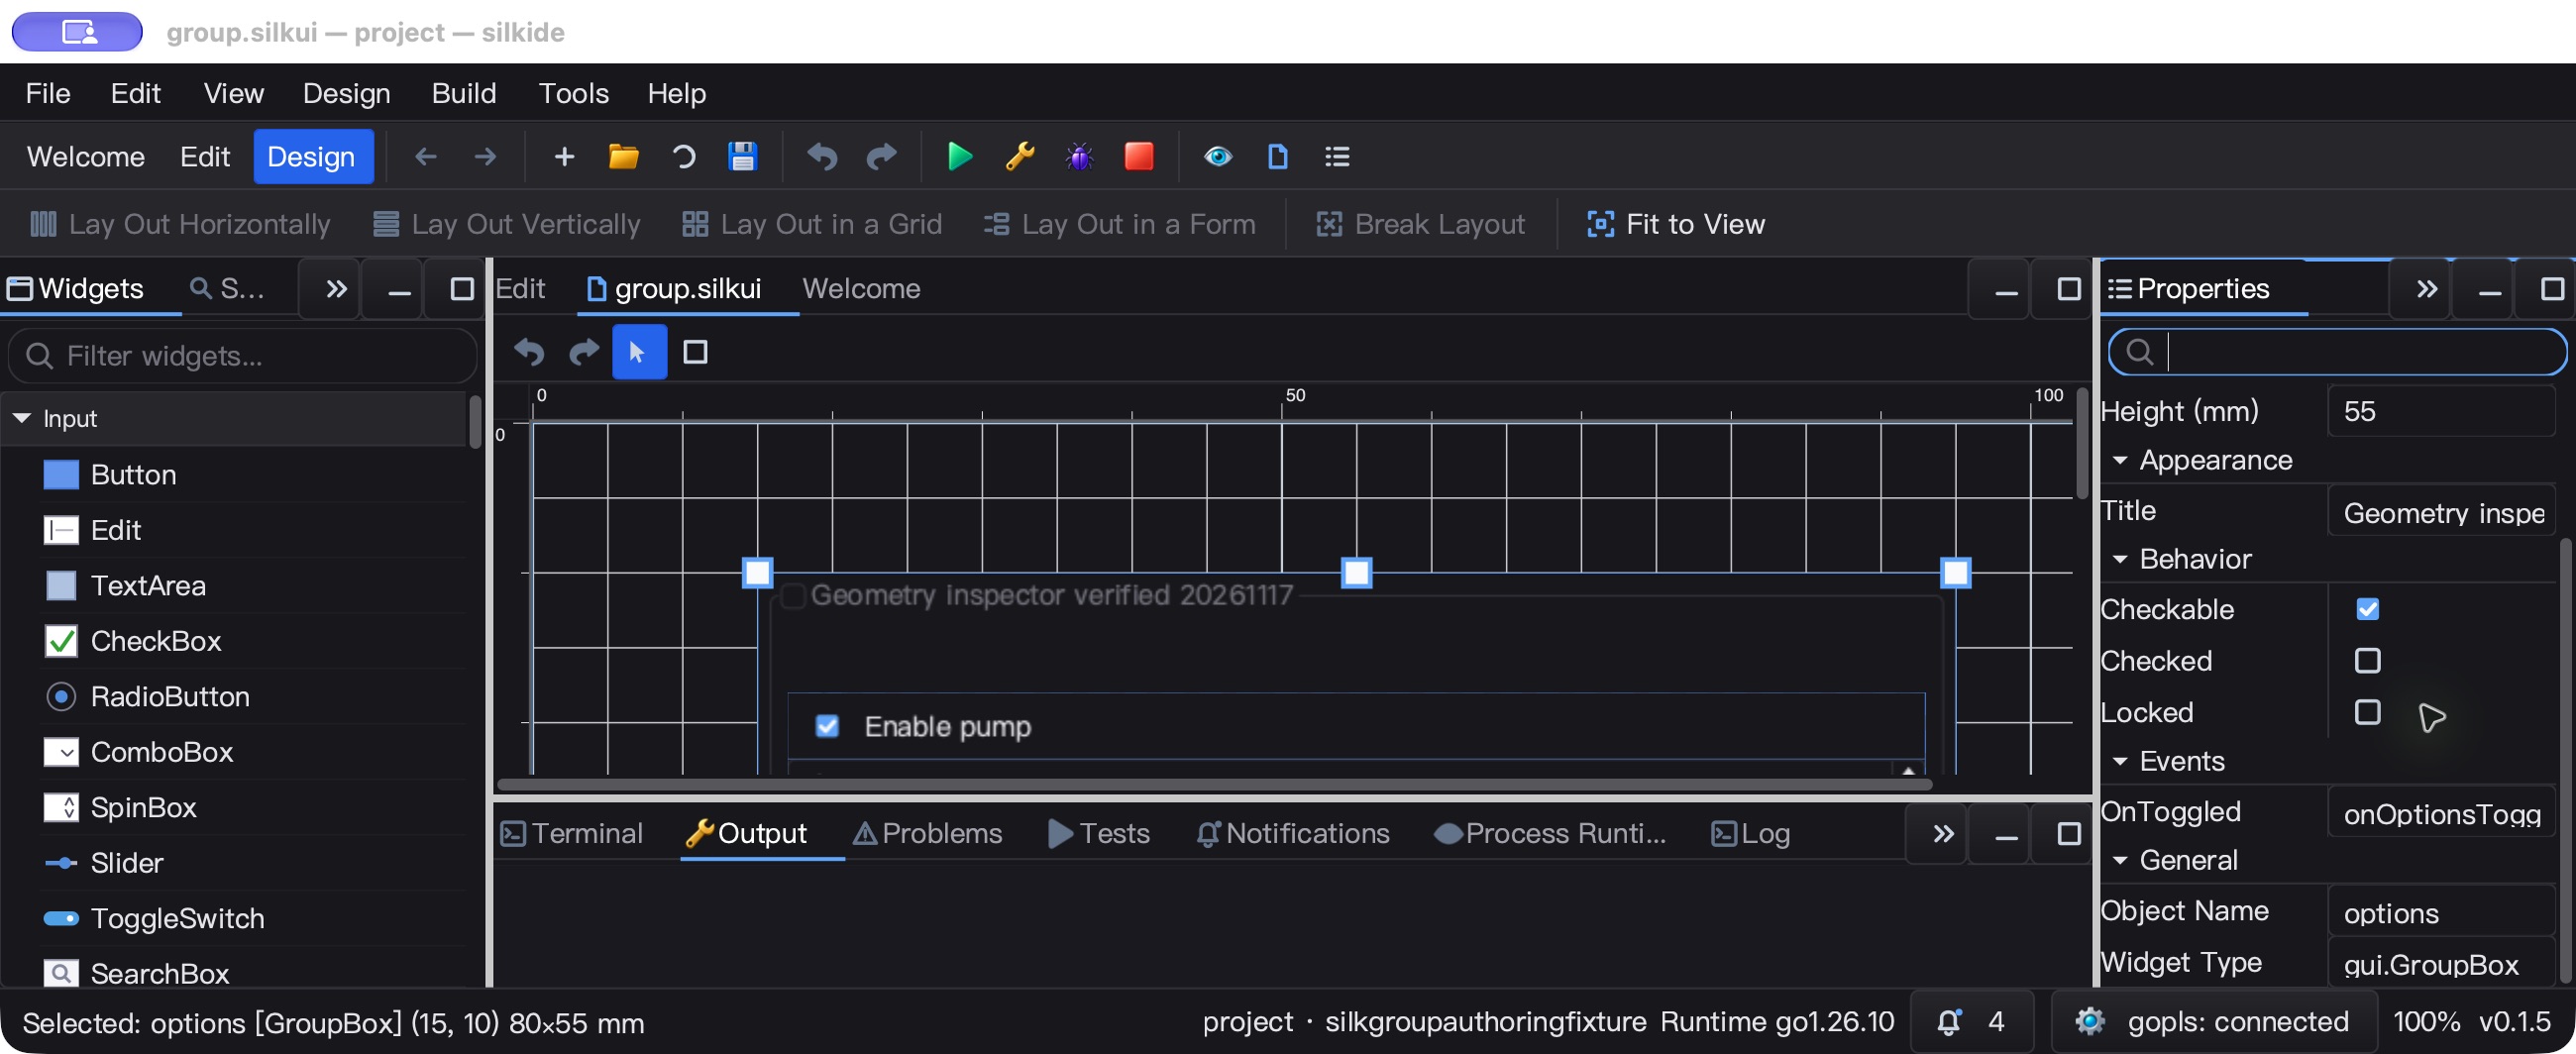 group.silkui — project — silkide
File Edit View Design Build Tools Help
Welcome Edit Design
Lay Out Horizontally Lay Out Vertically Lay Out in a Grid Lay Out in a Form Break Layout Fit to View
Widgets S...
Filter widgets...
Input
Button
Edit
TextArea
CheckBox
RadioButton
ComboBox
SpinBox
Slider
ToggleSwitch
SearchBox
Edit group.silkui Welcome
0 50 100
0
Geometry inspector verified 20261117
Enable pump
Terminal Output Problems Tests Notifications Process Runti... Log
Properties
Height (mm) 55
Appearance
Title Geometry inspe
Behavior
Checkable
Checked
Locked
Events
OnToggled onOptionsTogg
General
Object Name options
Widget Type gui.GroupBox
Selected: options [GroupBox] (15, 10) 80×55 mm
project · silkgroupauthoringfixture Runtime go1.26.10 4 gopls: connected 100% v0.1.5